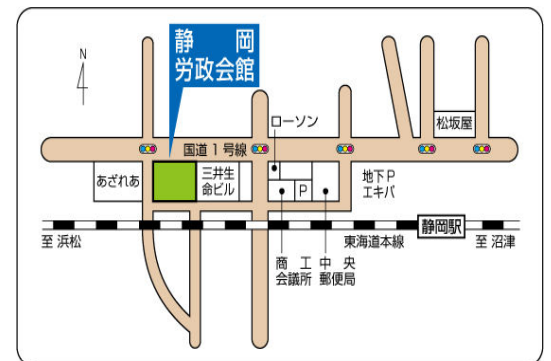 N
静岡
労政会館
ローソン
松坂屋
国道1号線
あざれあ
三井生
命ビル
P
地下P
エキパ
至 浜松
東海道本線
静岡駅
至 沼津
商工
会議所
中央
郵便局